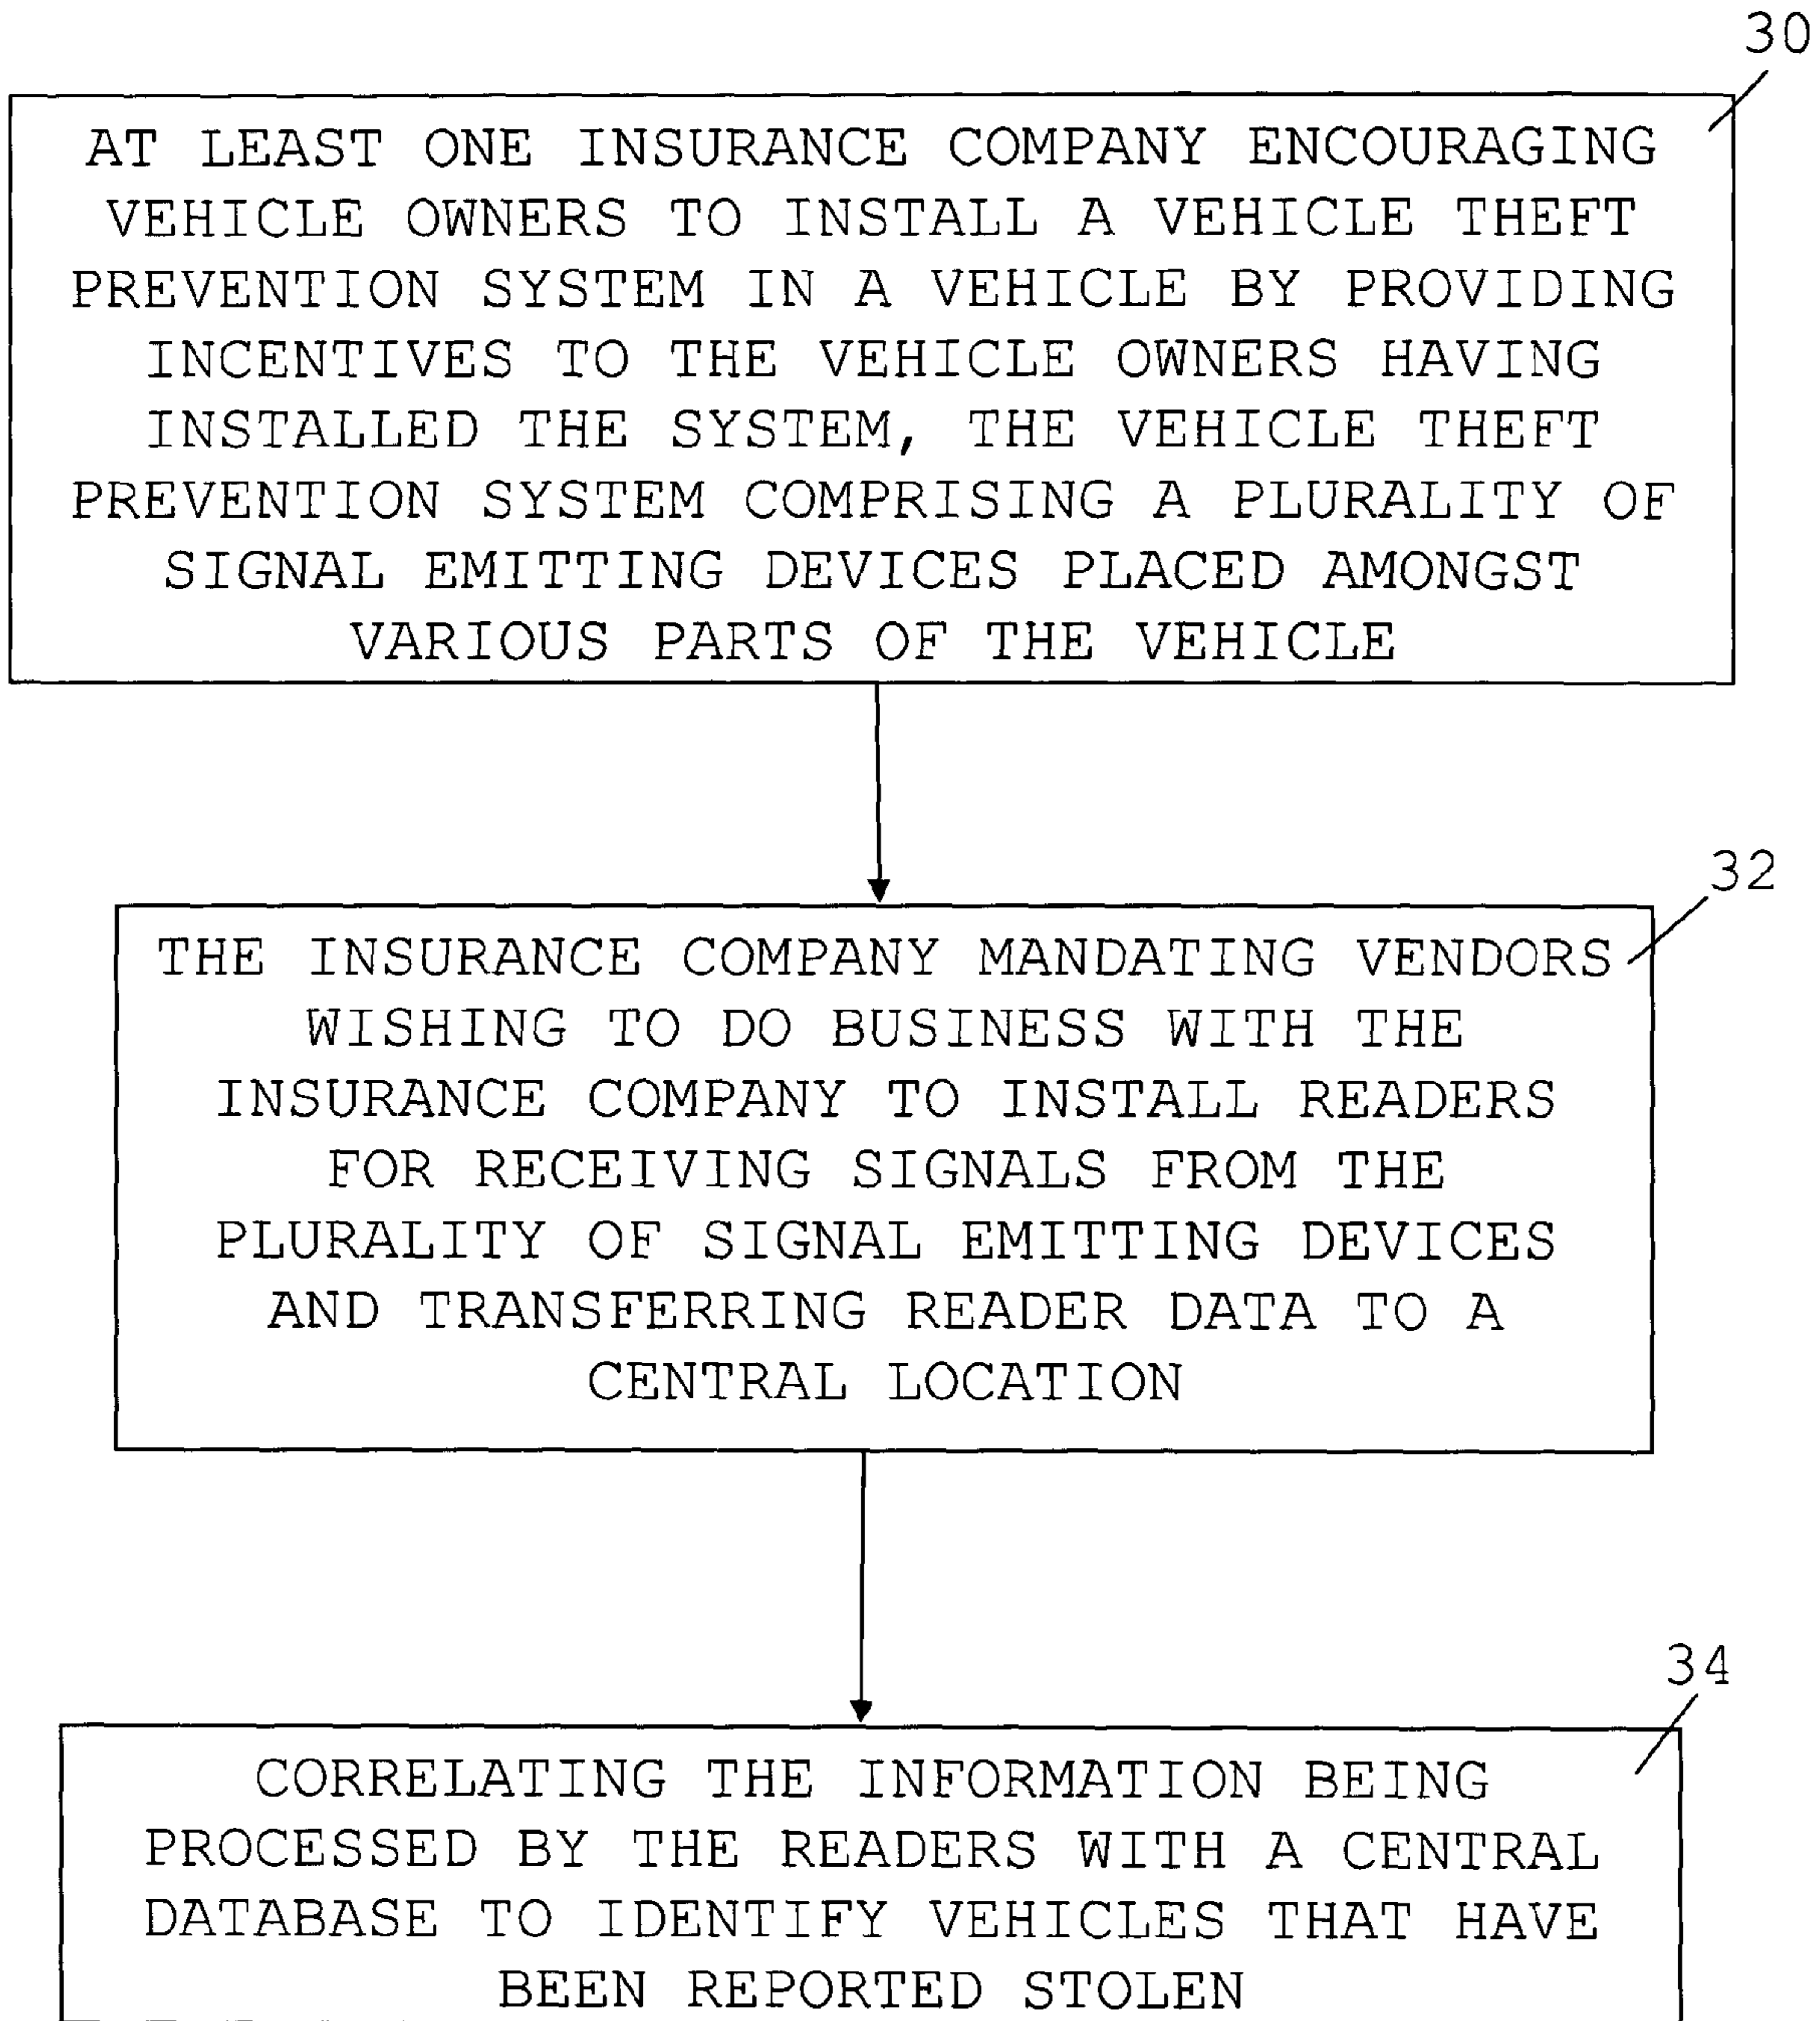 30
AT LEAST ONE INSURANCE COMPANY ENCOURAGING
VEHICLE OWNERS TO INSTALL A VEHICLE THEFT
PREVENTION SYSTEM IN A VEHICLE BY PROVIDING
INCENTIVES TO THE VEHICLE OWNERS HAVING
INSTALLED THE SYSTEM, THE VEHICLE THEFT
PREVENTION SYSTEM COMPRISING A PLURALITY OF
SIGNAL EMITTING DEVICES PLACED AMONGST
VARIOUS PARTS OF THE VEHICLE
32
THE INSURANCE COMPANY MANDATING VENDORS
WISHING TO DO BUSINESS WITH THE
INSURANCE COMPANY TO INSTALL READERS
FOR RECEIVING SIGNALS FROM THE
PLURALITY OF SIGNAL EMITTING DEVICES
AND TRANSFERRING READER DATA TO A
CENTRAL LOCATION
34
CORRELATING THE INFORMATION BEING
PROCESSED BY THE READERS WITH A CENTRAL
DATABASE TO IDENTIFY VEHICLES THAT HAVE
BEEN REPORTED STOLEN